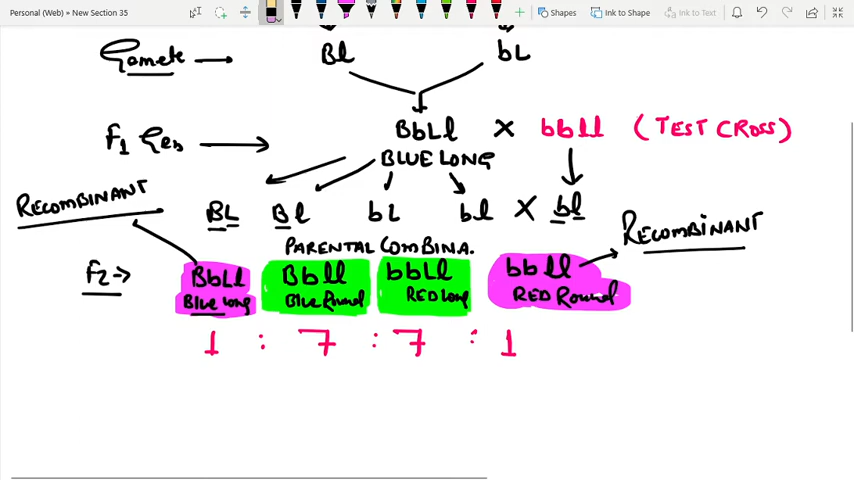 Personal (Web) » New Section 35
Shapes
Ink to Shape
Ink to Text
Gamete → Bl bL
F1 Gen → BbLl × bbll (TEST CROSS)
BLUE LONG
RECOMBINANT
BL Bl bL bl × bl
RECOMBINANT
PARENTAL COMBINA.
F2→ BbLl Bbll bbLl bbll
Blue Long Blue Round RED Long RED Round
1 : 7 : 7 : 1